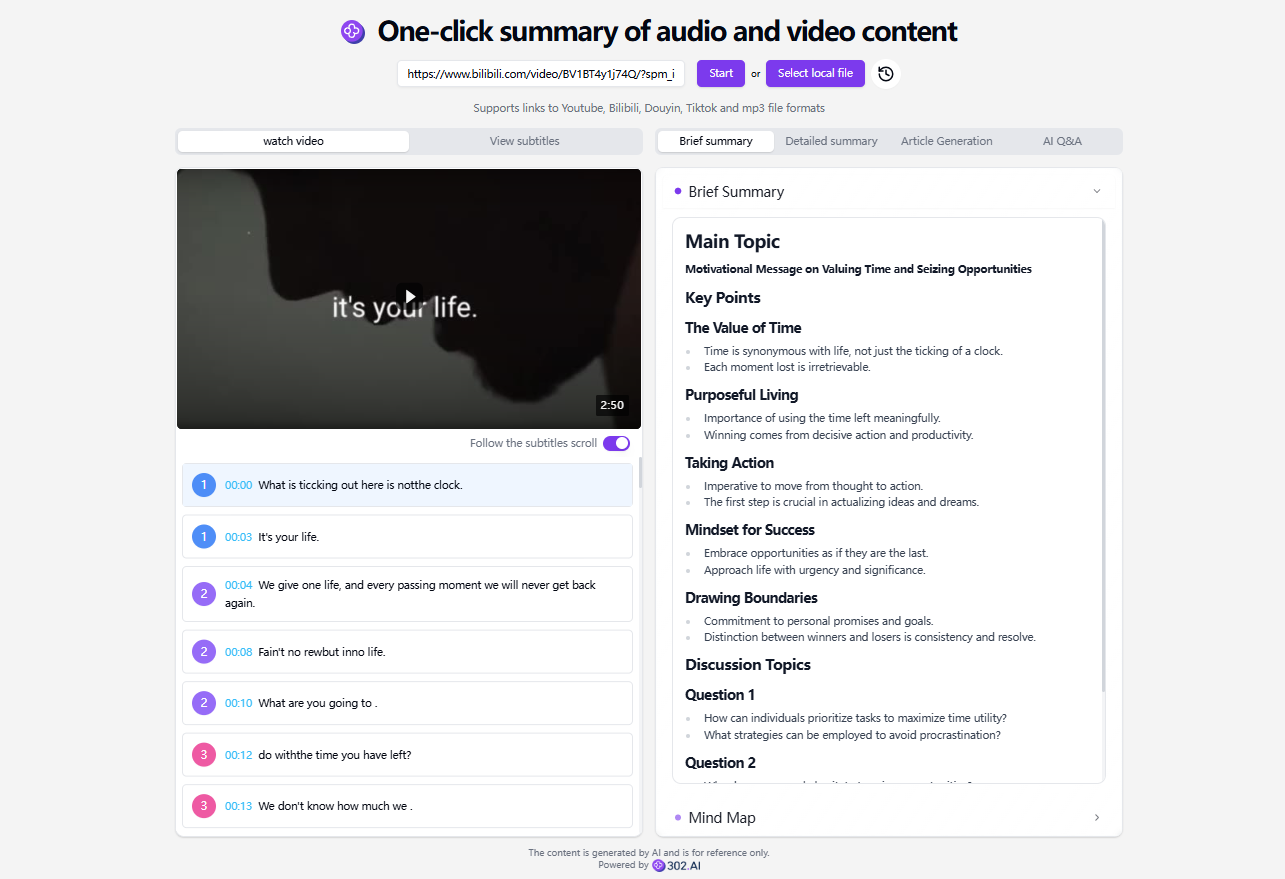 One-click summary of audio and video content
https://www.bilibili.com/video/BV1BT4y1j74Q/?spm_i
Start
or
Select local file
Supports links to Youtube, Bilibili, Douyin, Tiktok and mp3 file formats
watch video
View subtitles
it's your life.
2:50
Follow the subtitles scroll
1 00:00 What is ticcking out here is notthe clock.
1 00:03 It's your life.
2 00:04 We give one life, and every passing moment we will never get back
again.
2 00:08 Fain't no rewbut inno life.
2 00:10 What are you going to .
3 00:12 do withthe time you have left?
3 00:13 We don't know how much we .
Brief summary
Detailed summary
Article Generation
AI Q&A
Brief Summary
Main Topic
Motivational Message on Valuing Time and Seizing Opportunities
Key Points
The Value of Time
Time is synonymous with life, not just the ticking of a clock.
Each moment lost is irretrievable.
Purposeful Living
Importance of using the time left meaningfully.
Winning comes from decisive action and productivity.
Taking Action
Imperative to move from thought to action.
The first step is crucial in actualizing ideas and dreams.
Mindset for Success
Embrace opportunities as if they are the last.
Approach life with urgency and significance.
Drawing Boundaries
Commitment to personal promises and goals.
Distinction between winners and losers is consistency and resolve.
Discussion Topics
Question 1
How can individuals prioritize tasks to maximize time utility?
What strategies can be employed to avoid procrastination?
Question 2
Mind Map
The content is generated by AI and is for reference only.
Powered by 302.AI